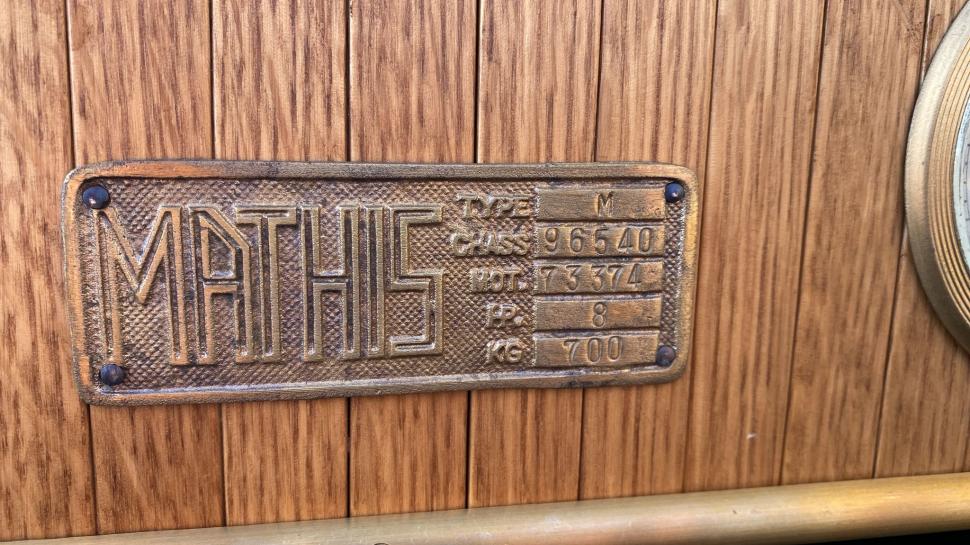 MATHIS
TYPE M
CHASS 96540
MOT. 73374
HP. 8
KG 700